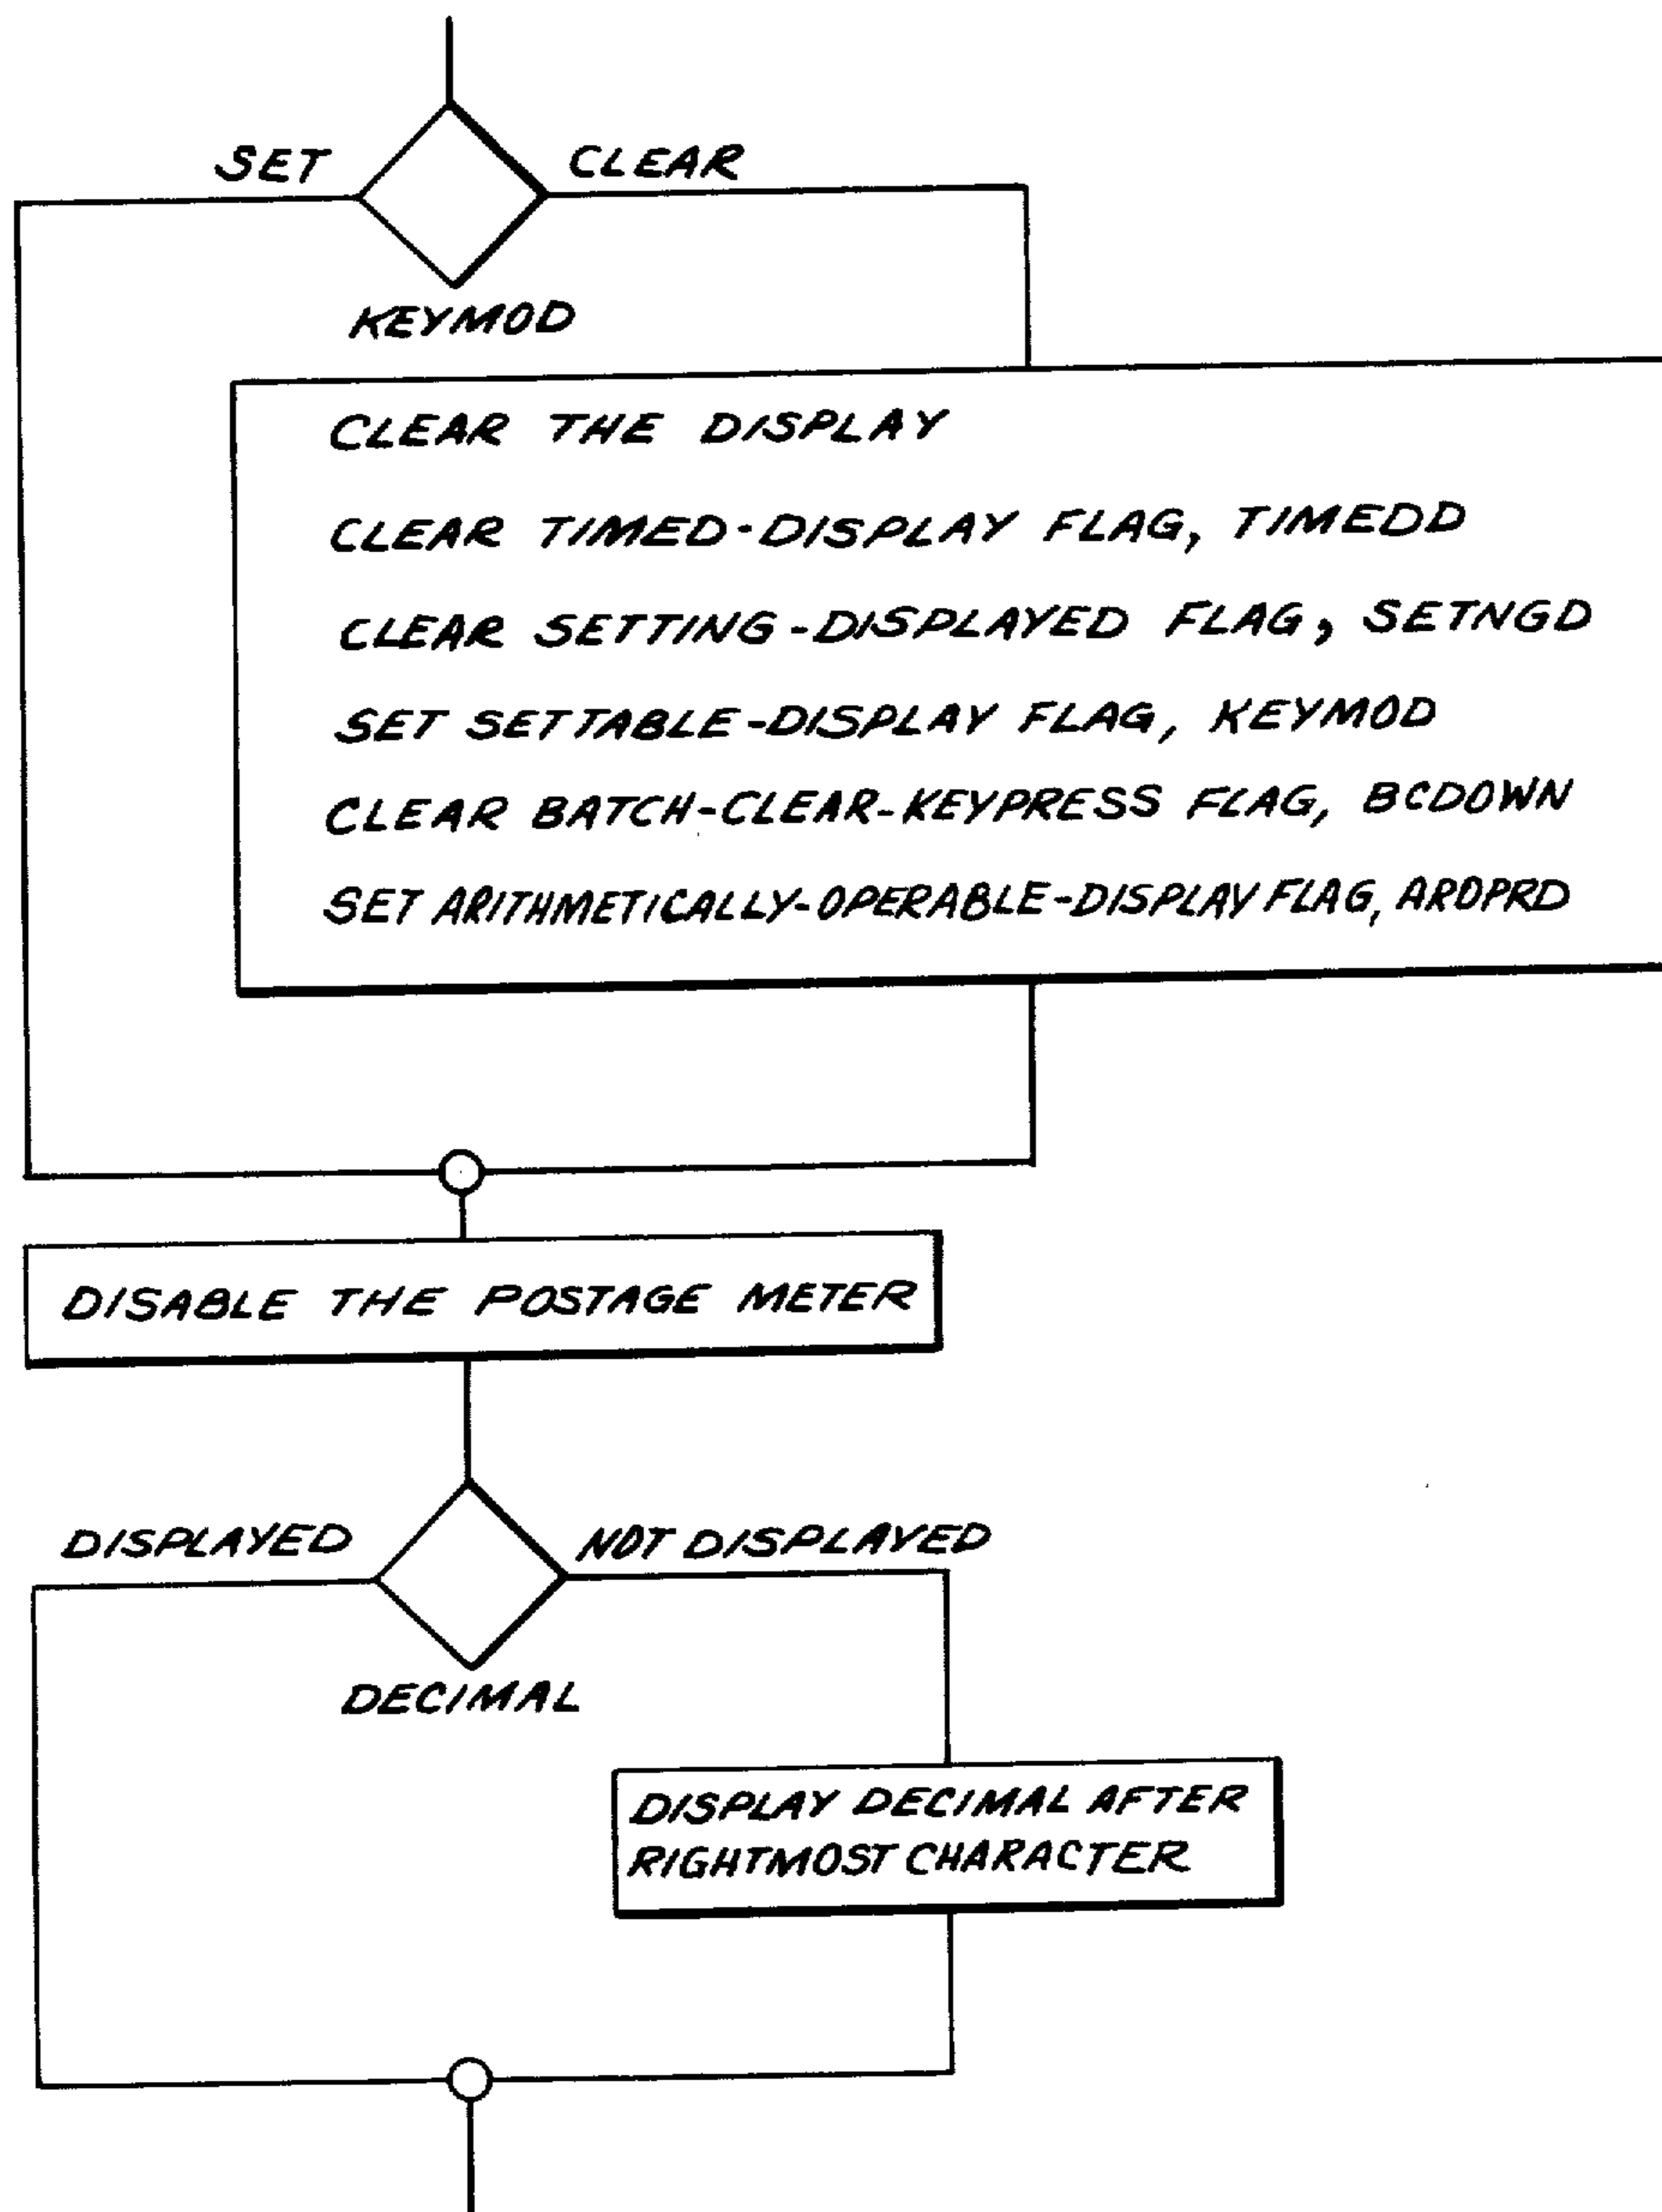 SET
CLEAR
KEYMOD
CLEAR THE DISPLAY
CLEAR TIMED-DISPLAY FLAG, TIMEDD
CLEAR SETTING-DISPLAYED FLAG, SETNGD
SET SETTABLE-DISPLAY FLAG, KEYMOD
CLEAR BATCH-CLEAR-KEYPRESS FLAG, BCDOWN
SET ARITHMETICALLY-OPERABLE-DISPLAY FLAG, AROPRD
DISABLE THE POSTAGE METER
DISPLAYED
NOT DISPLAYED
DECIMAL
DISPLAY DECIMAL AFTER
RIGHTMOST CHARACTER